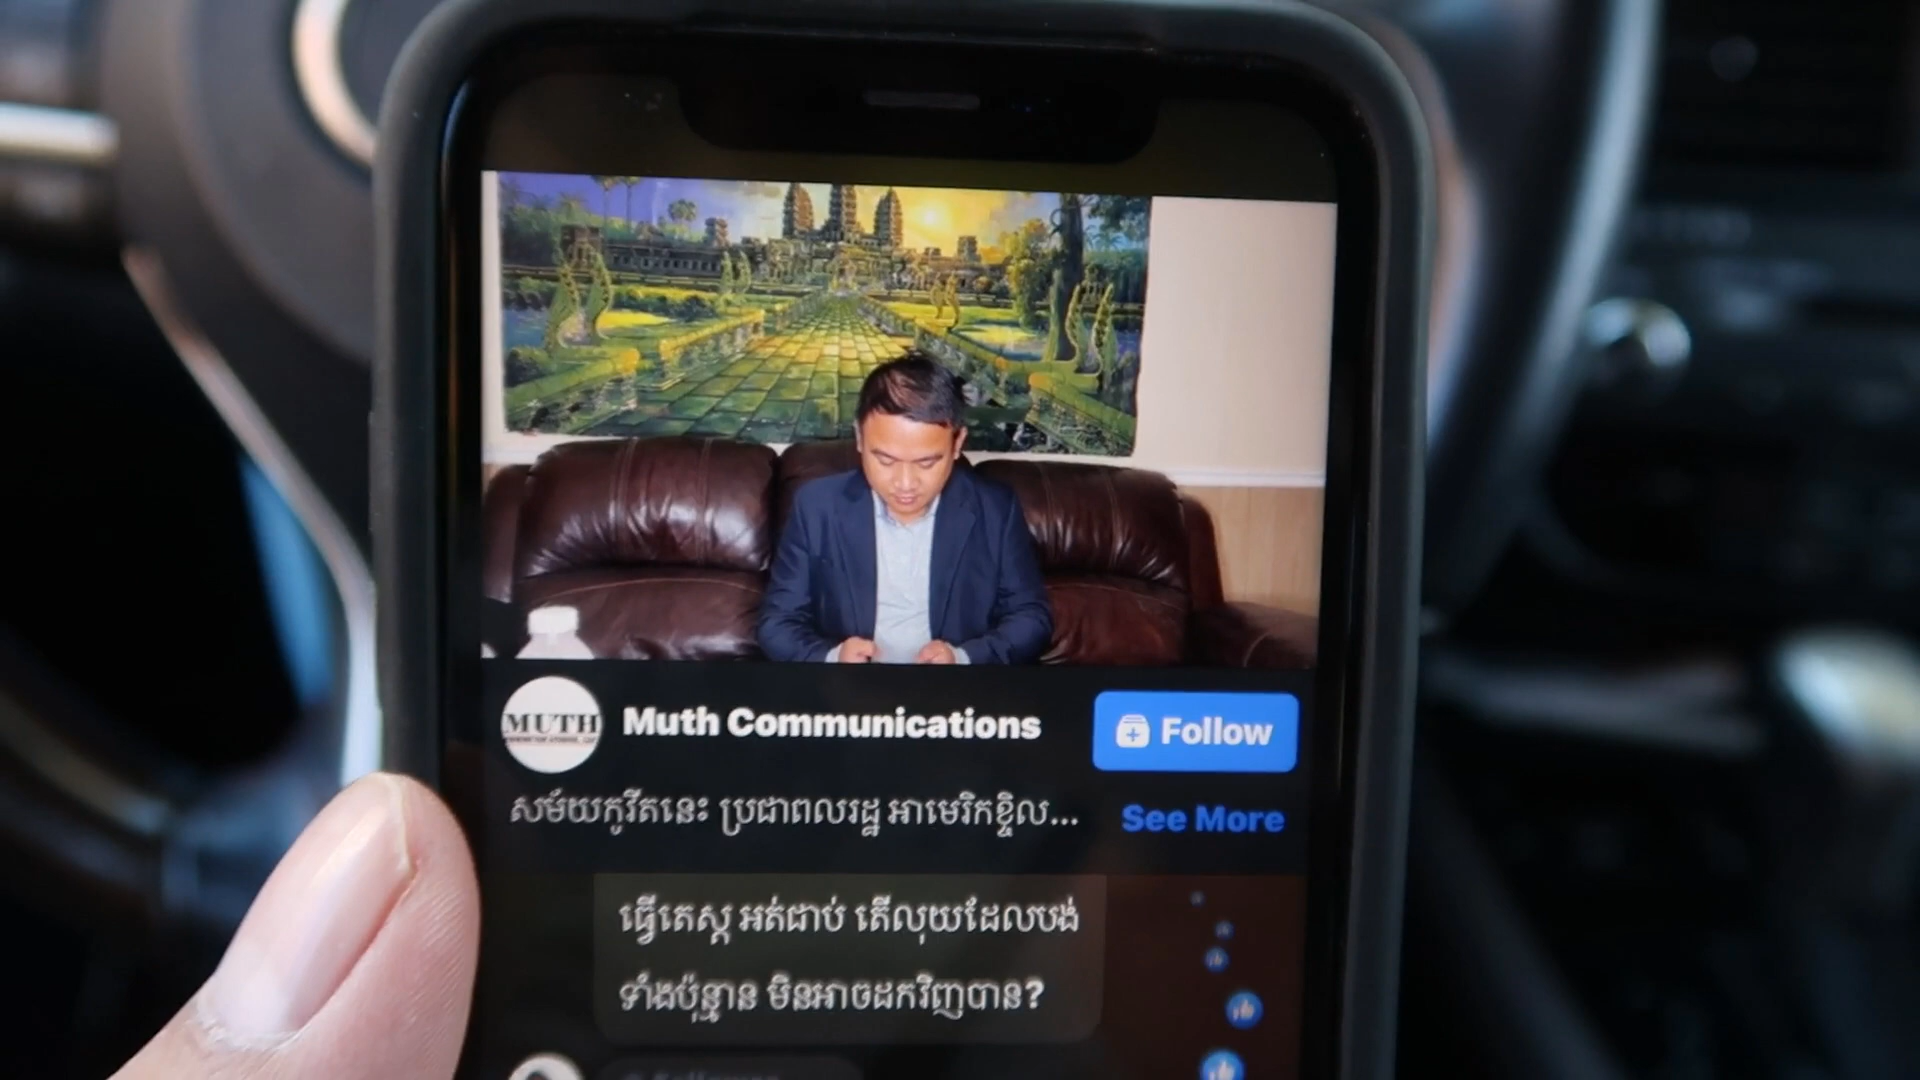 MUTH
Muth Communications
Follow
សម័យកូវីតនេះ ប្រជាពលរដ្ឋ អាមេរិកខ្ចិល...
See More
ធ្វើតេស្ត អត់ជាប់ តើលុយដែលបង់
ទាំងប៉ុន្មាន មិនអាចដកវិញបាន?